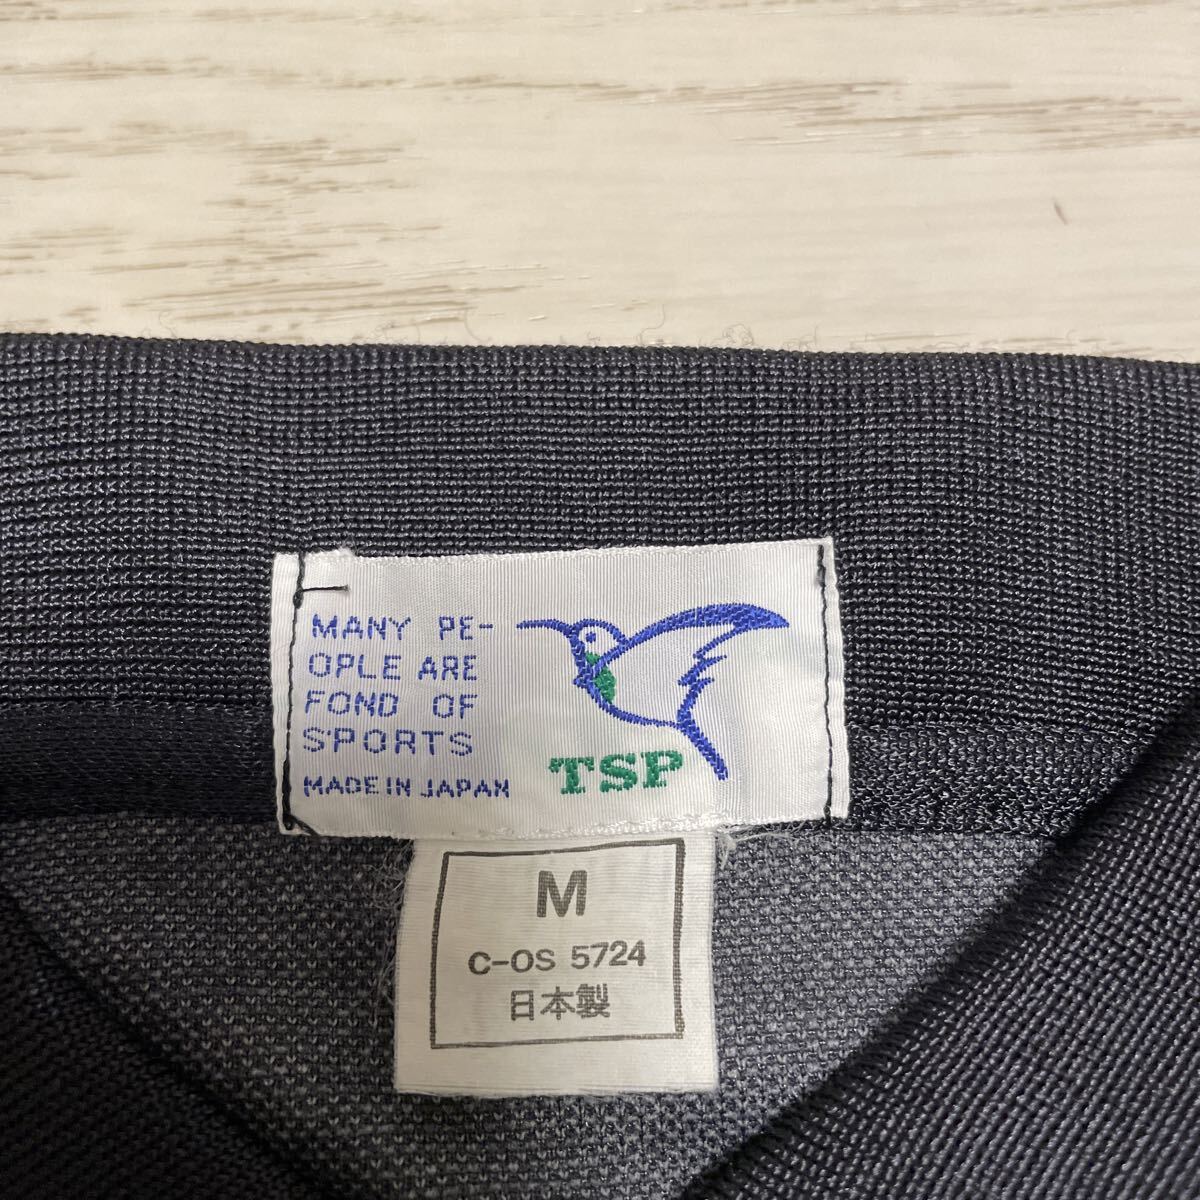 MANY PE-
OPLE ARE
FOND OF
SPORTS
MADE IN JAPAN
TSP
M
C-OS 5724
日本製